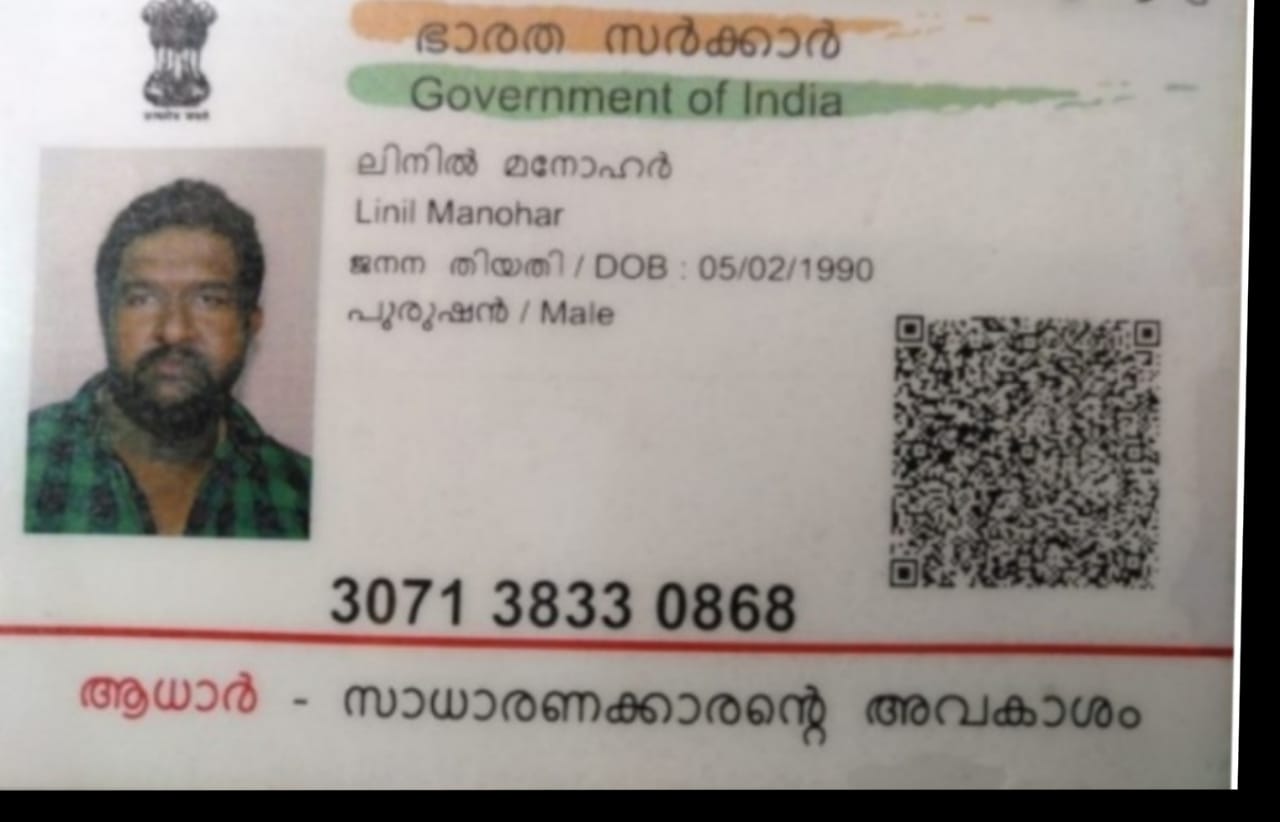 ഭാരത സർക്കാർ
Government of India
ലിനിൽ മനോഹർ
Linil Manohar
ജനന തിയതി / DOB : 05/02/1990
പുരുഷൻ / Male
3071 3833 0868
ആധാർ - സാധാരണക്കാരന്റെ അവകാശം